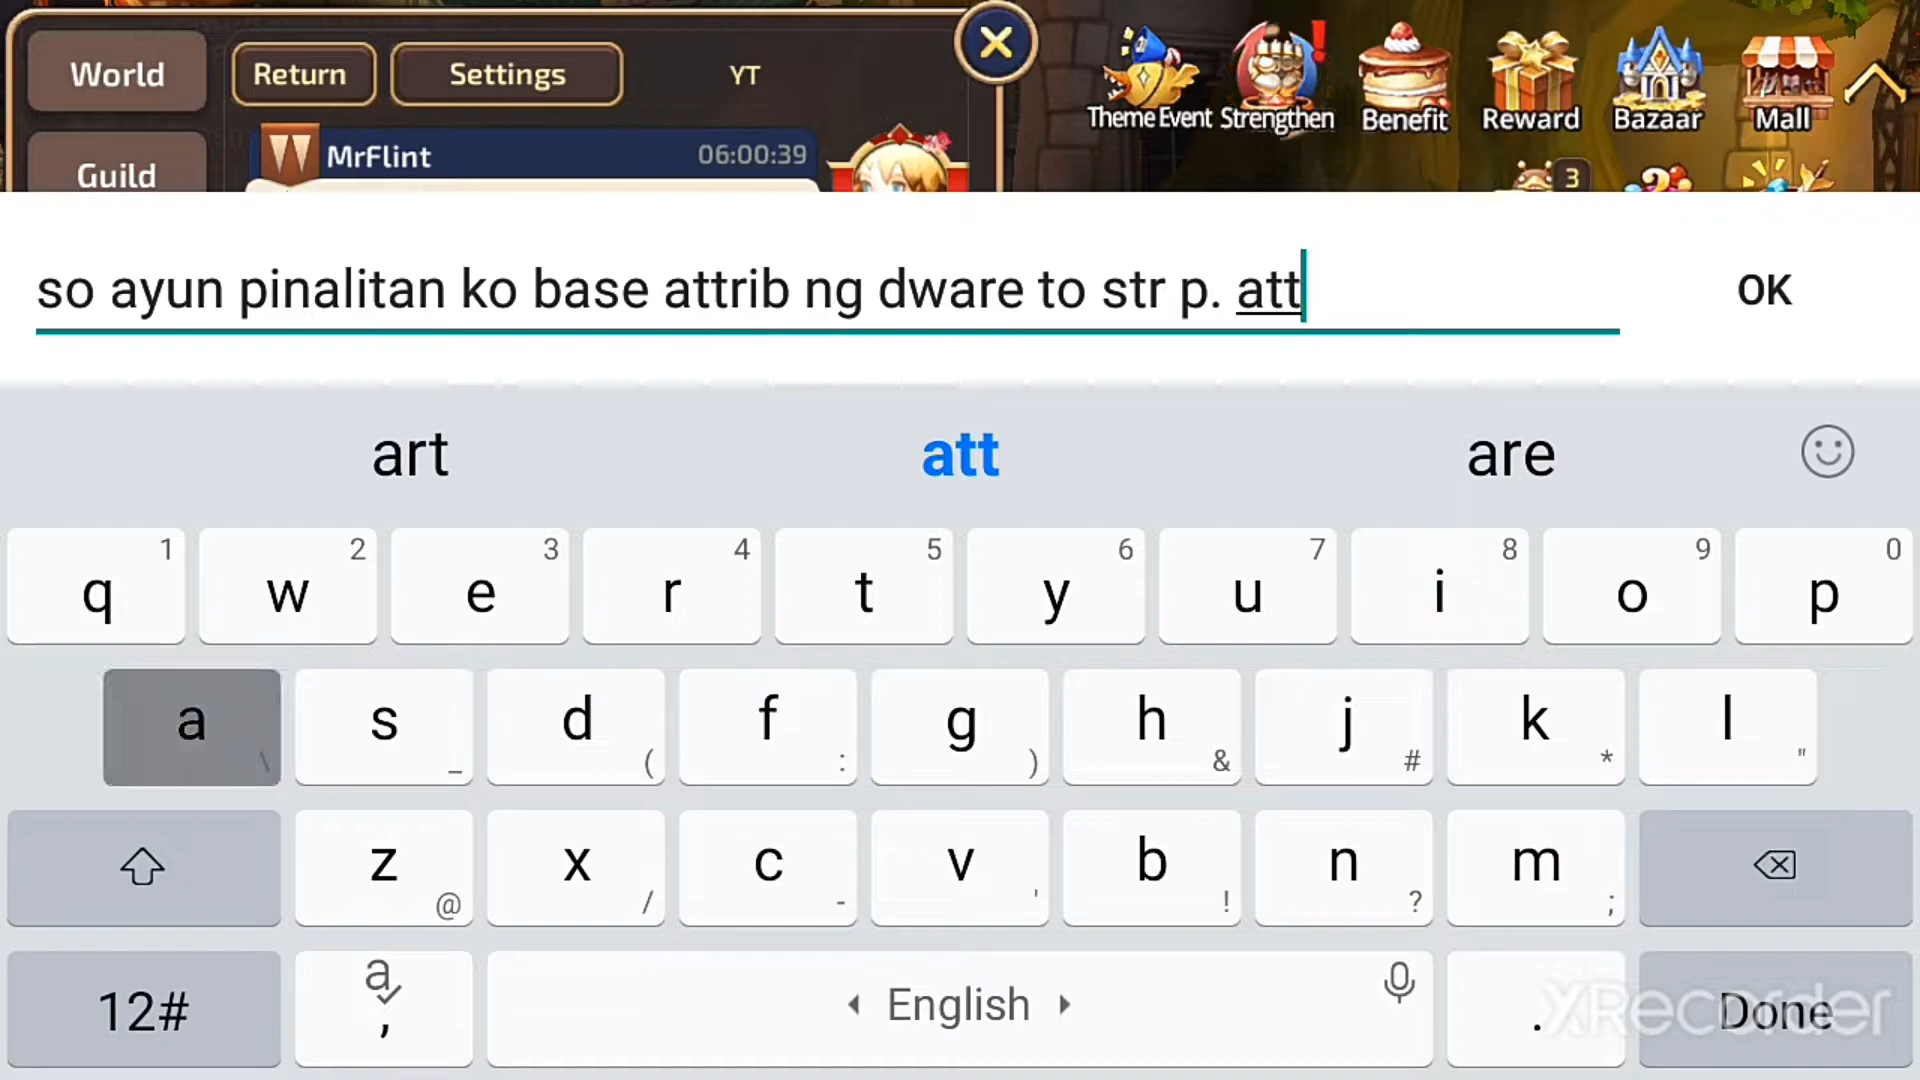 World
Return
Settings
YT
Theme Event
Strengthen
Benefit
Reward
Bazaar
Mall
Guild
MrFlint
06:00:39
3
so ayun pinalitan ko base attrib ng dware to str p. att
OK
art
att
are
q 1 w 2 e 3 r 4 t 5 y 6 u 7 i 8 o 9 p 0
a \ s _ d ( f : g ) h & j # k * l "
z @ x / c - v ' b ! n ? m ;
12#
a
,
English
.
Done
XRecorder